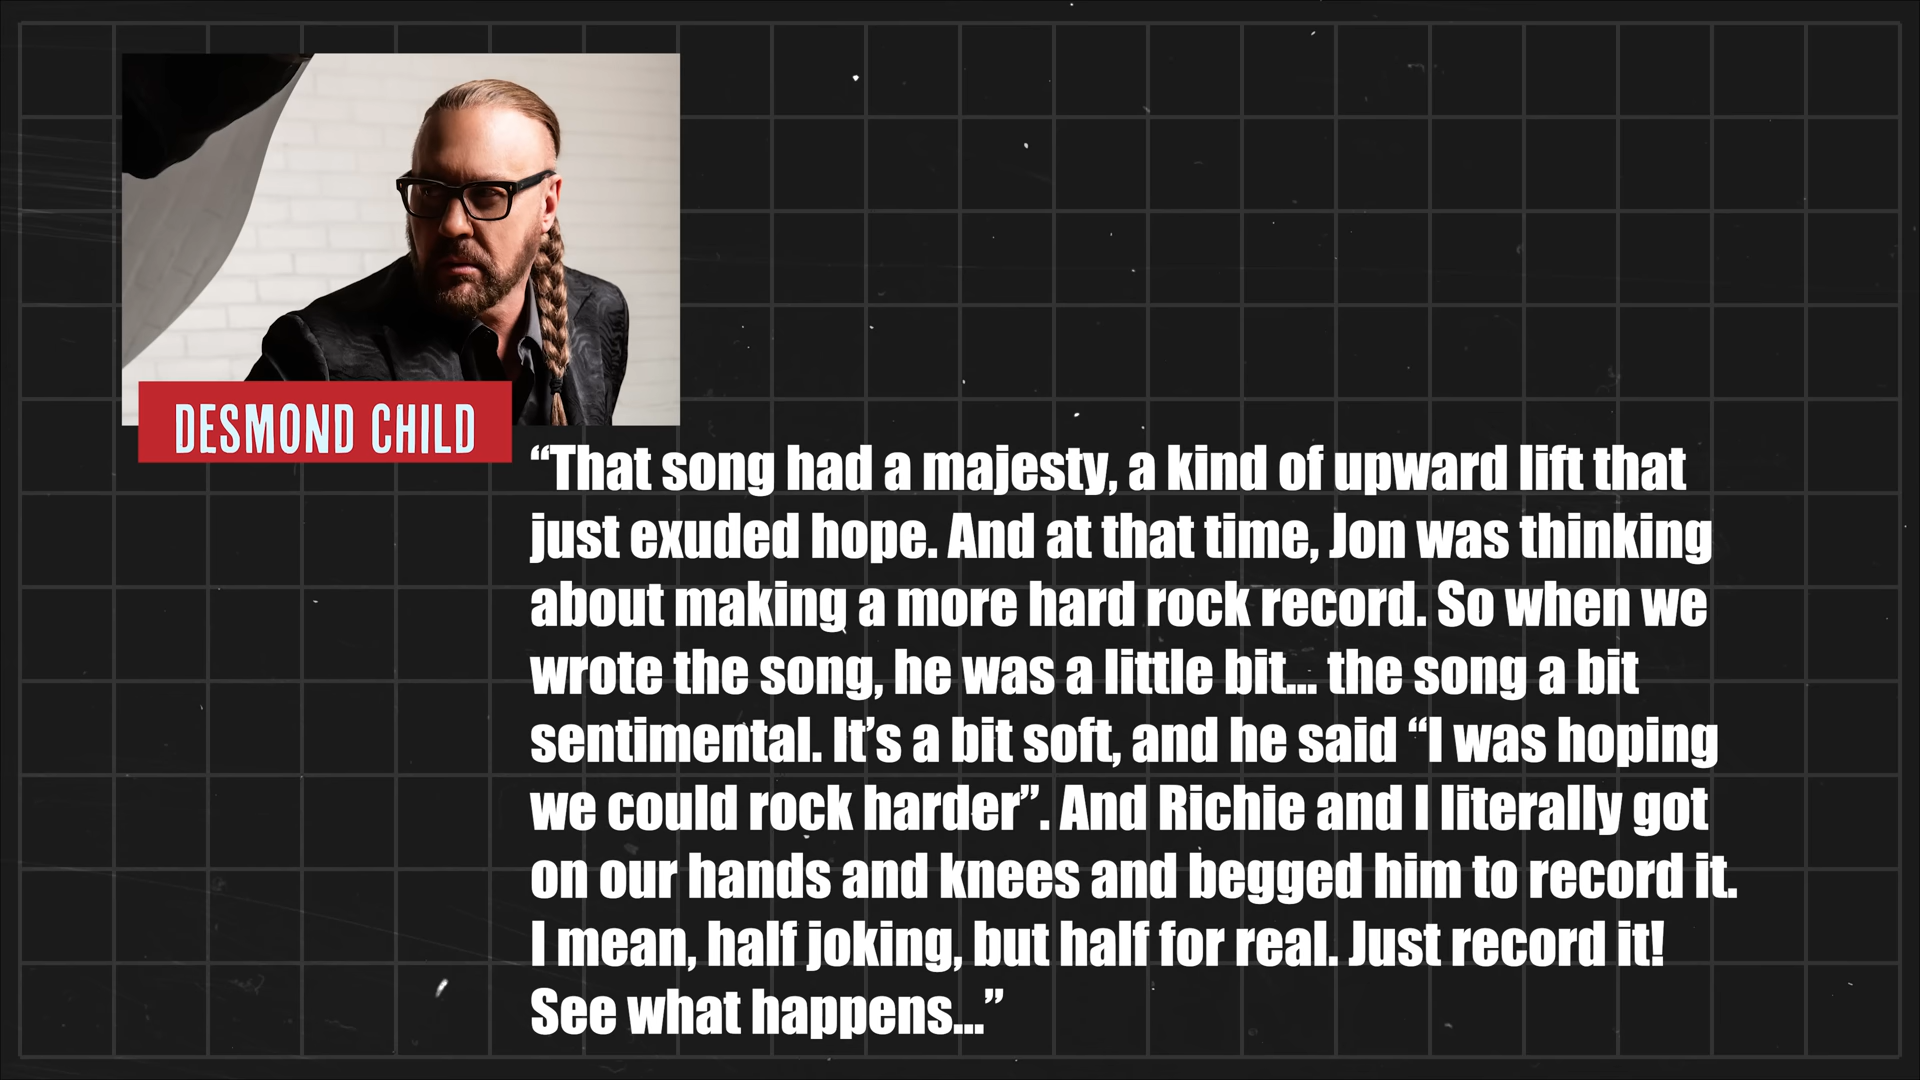 DESMOND CHILD
“That song had a majesty, a kind of upward lift that
just exuded hope. And at that time, Jon was thinking
about making a more hard rock record. So when we
wrote the song, he was a little bit... the song a bit
sentimental. It’s a bit soft, and he said “I was hoping
we could rock harder”. And Richie and I literally got
on our hands and knees and begged him to record it.
I mean, half joking, but half for real. Just record it!
See what happens...”